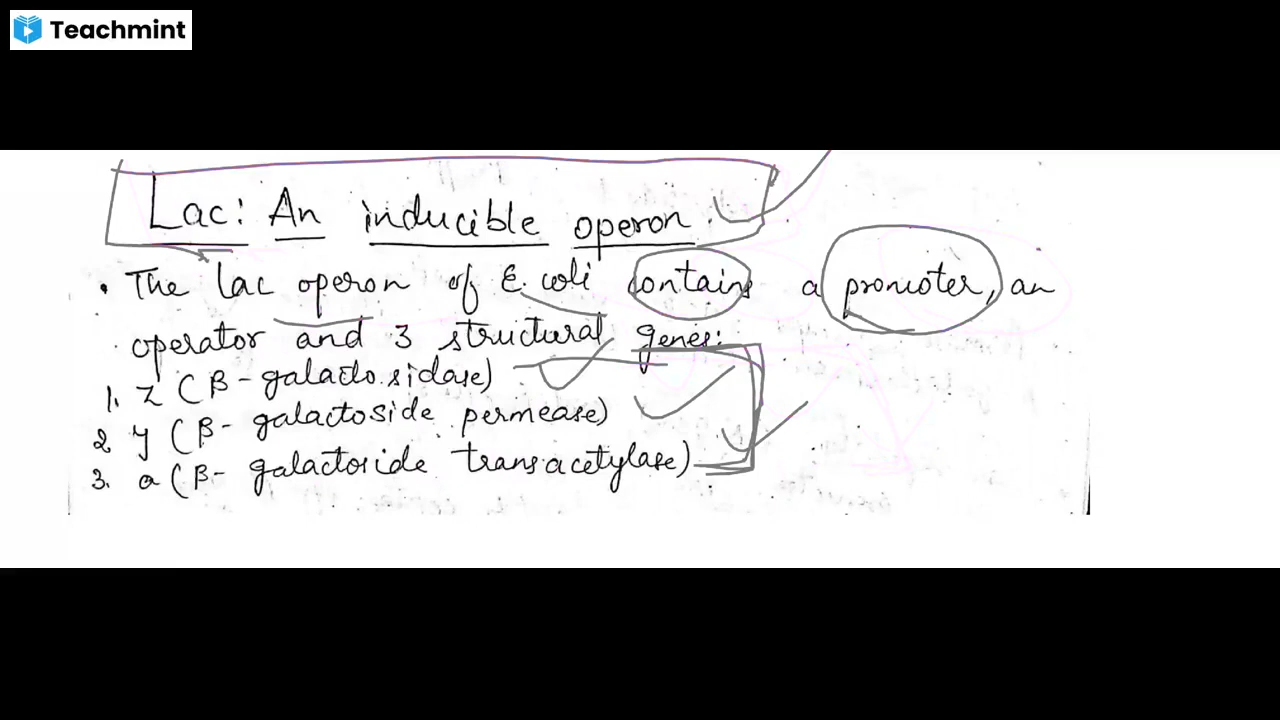 Teachmint
Lac: An inducible operon.
• The lac operon of E. coli contains a promoter, an
operator and 3 structural genes:
1. Z (β-galactosidase)
2 y (β- galactoside permease)
3. a (β- galactoside transacetylase)